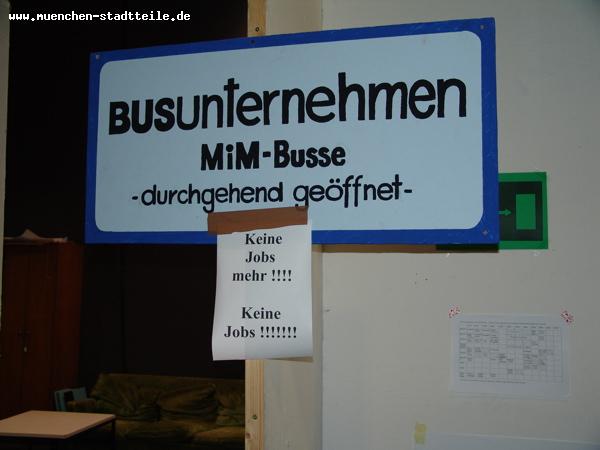 www.muenchen-stadtteile.de
BUSunternehmen
MiM-Busse
-durchgehend geöffnet-
Keine
Jobs
mehr !!!!
Keine
Jobs !!!!!!!